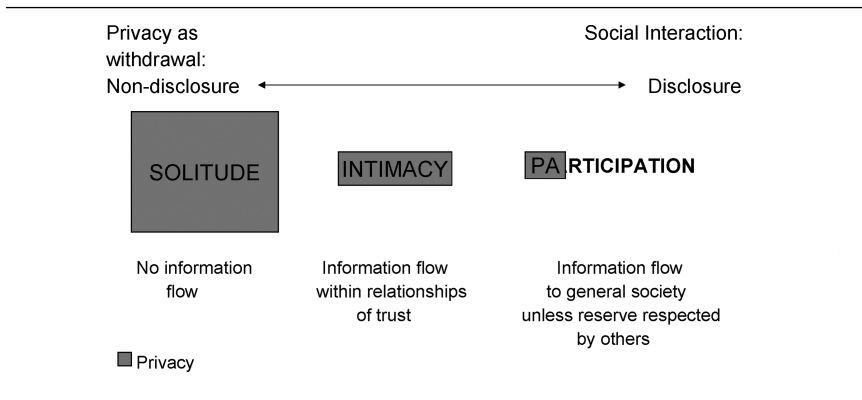 Privacy as
withdrawal:
Non-disclosure
Social Interaction:
Disclosure
SOLITUDE
INTIMACY
PARTICIPATION
No information
flow
Information flow
within relationships
of trust
Information flow
to general society
unless reserve respected
by others
Privacy